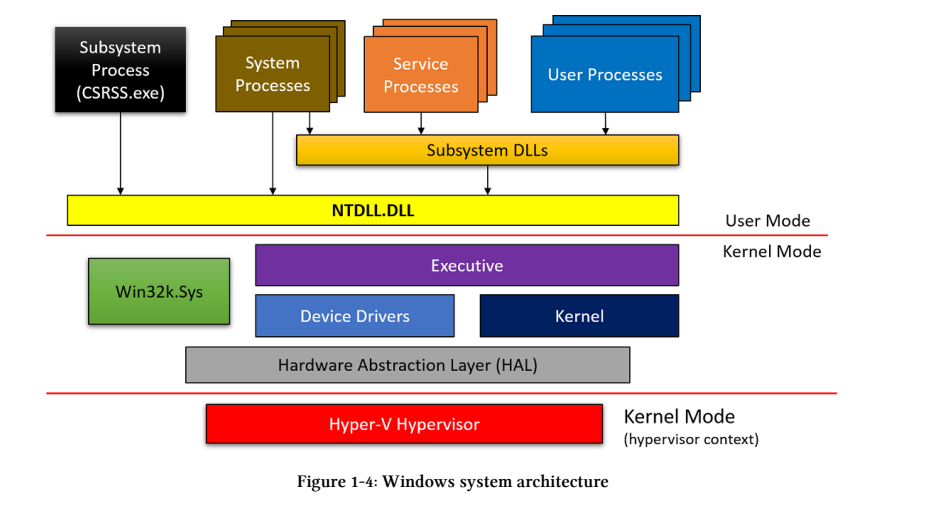 Subsystem
Process
(CSRSS.exe)
System
Processes
Service
Processes
User Processes
Subsystem DLLs
NTDLL.DLL
User Mode
Kernel Mode
Executive
Win32k.Sys
Device Drivers
Kernel
Hardware Abstraction Layer (HAL)
Hyper-V Hypervisor
Kernel Mode
(hypervisor context)
Figure 1-4: Windows system architecture